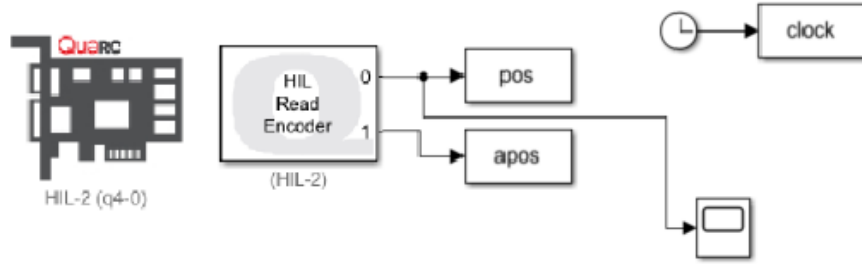 QUARC
HIL-2 (q4-0)
HIL
Read
Encoder
0
1
(HIL-2)
pos
apos
clock